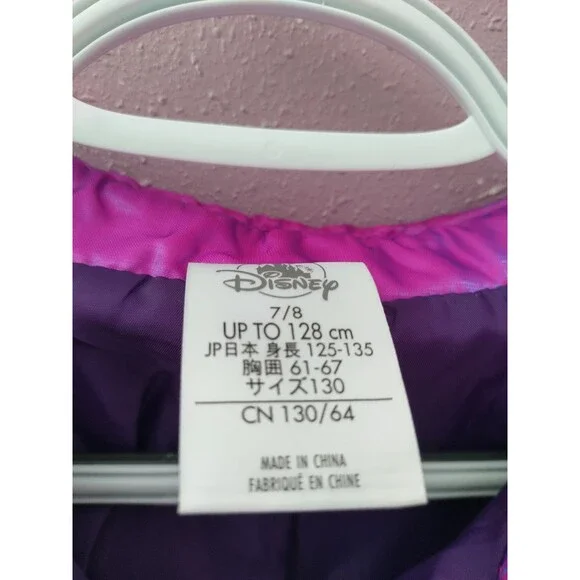 DISNEY
7/8
UP TO 128 cm
JP日本 身長 125-135
胸囲 61-67
サイズ130
CN 130/64
MADE IN CHINA
FABRIQUÉ EN CHINE